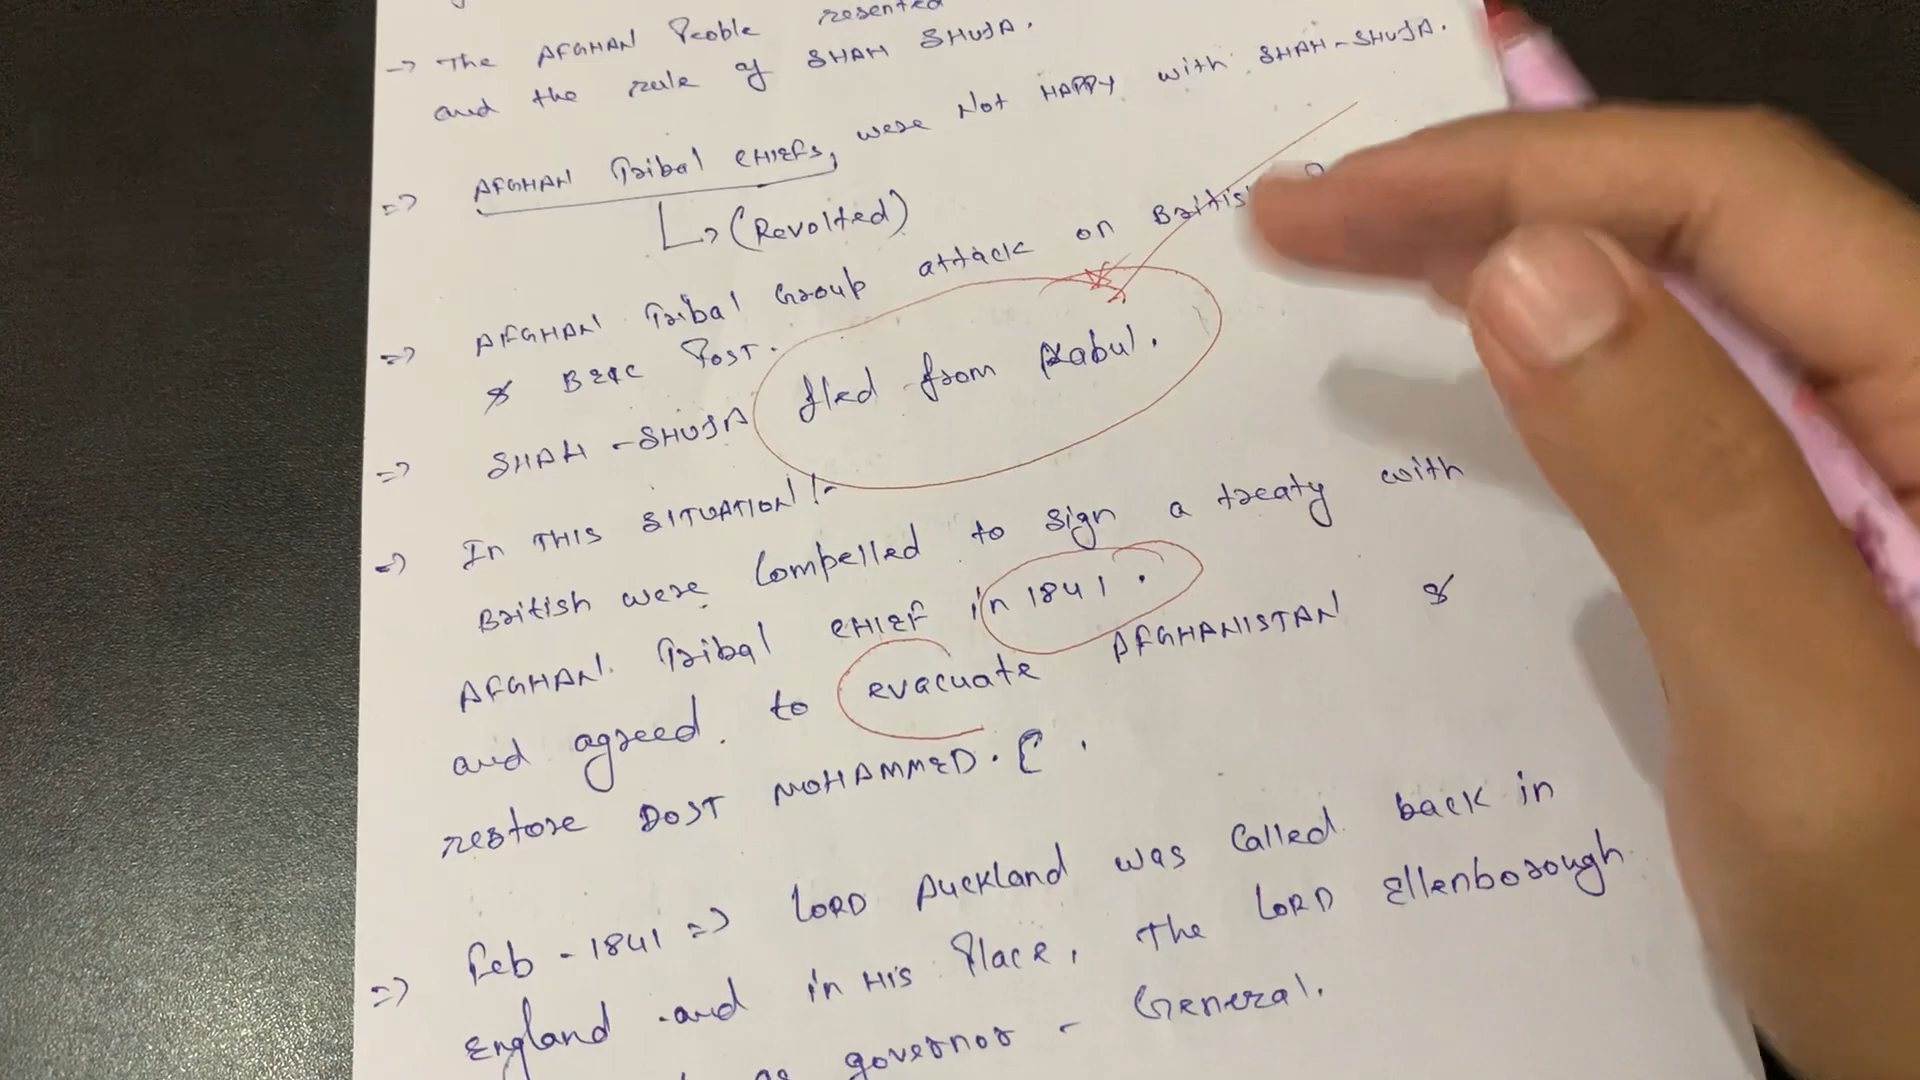 → The AFGHAN People resented
and the rule of SHAH SHUJA.
⇒ AFGHAN Tribal CHIEFS, were Not HAPPY with SHAH-SHUJA.
↳ (Revolted)
⇒ AFGHAN Tribal Group attack on
& Post.
⇒ SHAH-SHUJA fled from Kabul.
⇒ In THIS SITUATION!-
British were Compelled to sign a treaty with
AFGHAN. Tribal CHIEF in 1841.
and agreed. to evacuate AFGHANISTAN &
restore DOST MOHAMMED.
⇒ Feb - 1841 ⇒ LORD Auckland was Called back in
England and in His Place, The LORD Ellenborough
governor - General.